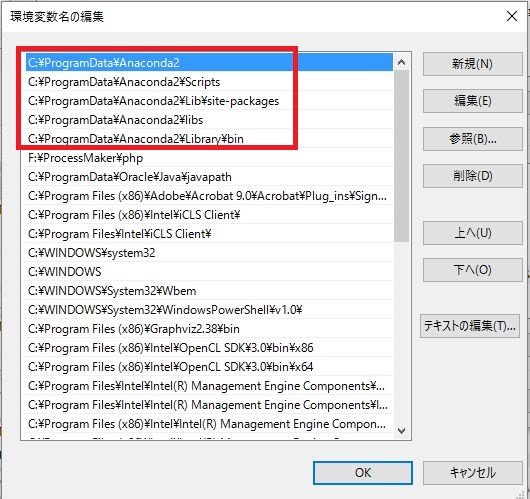 環境変数名の編集
C:¥ProgramData¥Anaconda2
C:¥ProgramData¥Anaconda2¥Scripts
C:¥ProgramData¥Anaconda2¥Lib¥site-packages
C:¥ProgramData¥Anaconda2¥libs
C:¥ProgramData¥Anaconda2¥Library¥bin
F:¥ProcessMaker¥php
C:¥ProgramData¥Oracle¥Java¥javapath
C:¥Program Files (x86)¥Adobe¥Acrobat 9.0¥Acrobat¥Plug_ins¥Sign...
C:¥Program Files (x86)¥Intel¥iCLS Client¥
C:¥Program Files¥Intel¥iCLS Client¥
C:¥WINDOWS¥system32
C:¥WINDOWS
C:¥WINDOWS¥System32¥Wbem
C:¥WINDOWS¥System32¥WindowsPowerShell¥v1.0¥
C:¥Program Files (x86)¥Graphviz2.38¥bin
C:¥Program Files (x86)¥Intel¥OpenCL SDK¥3.0¥bin¥x86
C:¥Program Files (x86)¥Intel¥OpenCL SDK¥3.0¥bin¥x64
C:¥Program Files¥Intel¥Intel(R) Management Engine Components¥...
C:¥Program Files (x86)¥Intel¥Intel(R) Management Engine Compon...
C:¥Program Files¥Intel¥Intel(R) Management Engine Components¥I...
新規(N)
編集(E)
参照(B)...
削除(D)
上へ(U)
下へ(O)
テキストの編集(T)...
OK
キャンセル